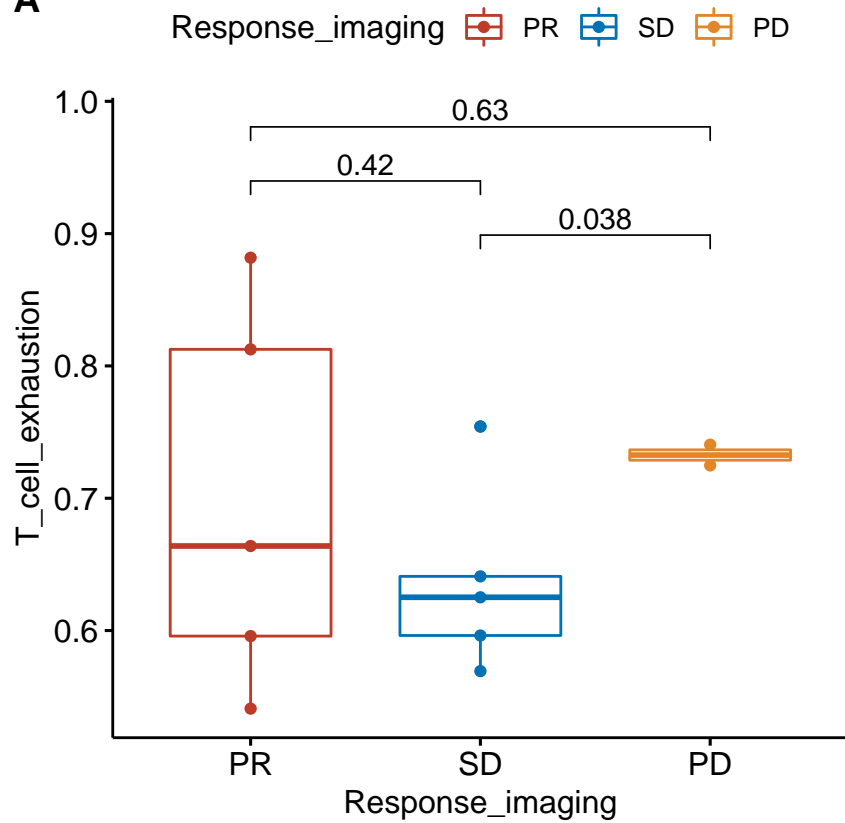 A
Response_imaging PR SD PD
1.0
0.9
0.8
0.7
0.6
T_cell_exhaustion
0.63
0.42
0.038
PR SD PD
Response_imaging